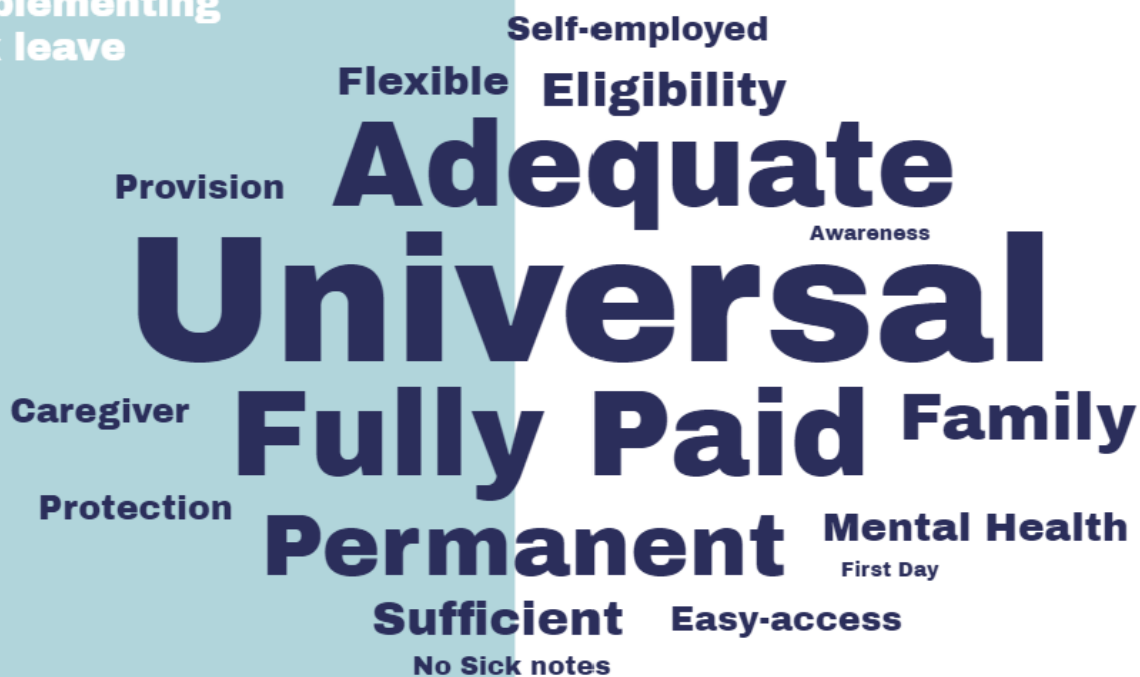 plementing
leave
Self-employed
Flexible Eligibility
Adequate
Provision
Awareness
Universal
Caregiver Fully Paid Family
Protection
Permanent Mental Health
First Day
Sufficient Easy-access
No Sick notes